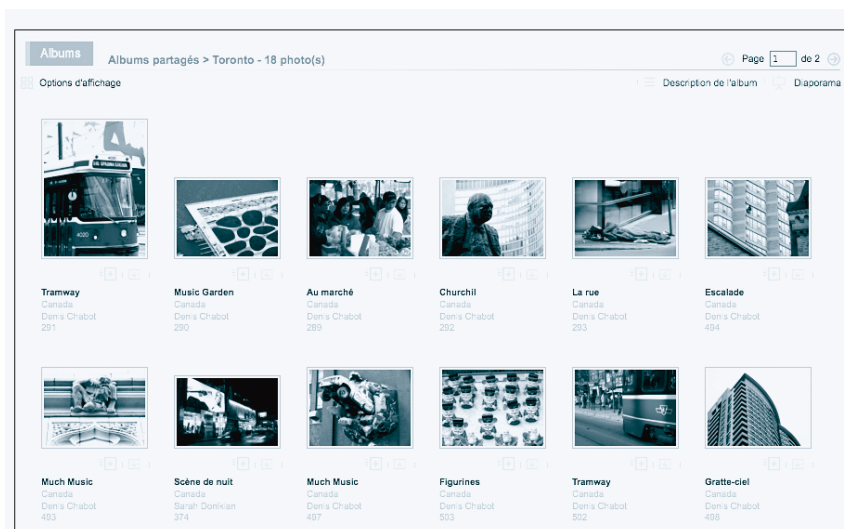 Albums
Albums partagés > Toronto - 18 photo(s)
Page 1 de 2
Options d'affichage
Description de l'album
Diaporama
Tramway
Canada
Denis Chabot
291
Music Garden
Canada
Denis Chabot
290
Au marché
Canada
Denis Chabot
289
Churchil
Canada
Denis Chabot
292
La rue
Canada
Denis Chabot
293
Escalade
Canada
Denis Chabot
494
Much Music
Canada
Denis Chabot
493
Scène de nuit
Canada
Sarah Donikian
374
Much Music
Canada
Denis Chabot
497
Figurines
Canada
Denis Chabot
503
Tramway
Canada
Denis Chabot
502
Gratte-ciel
Canada
Denis Chabot
498